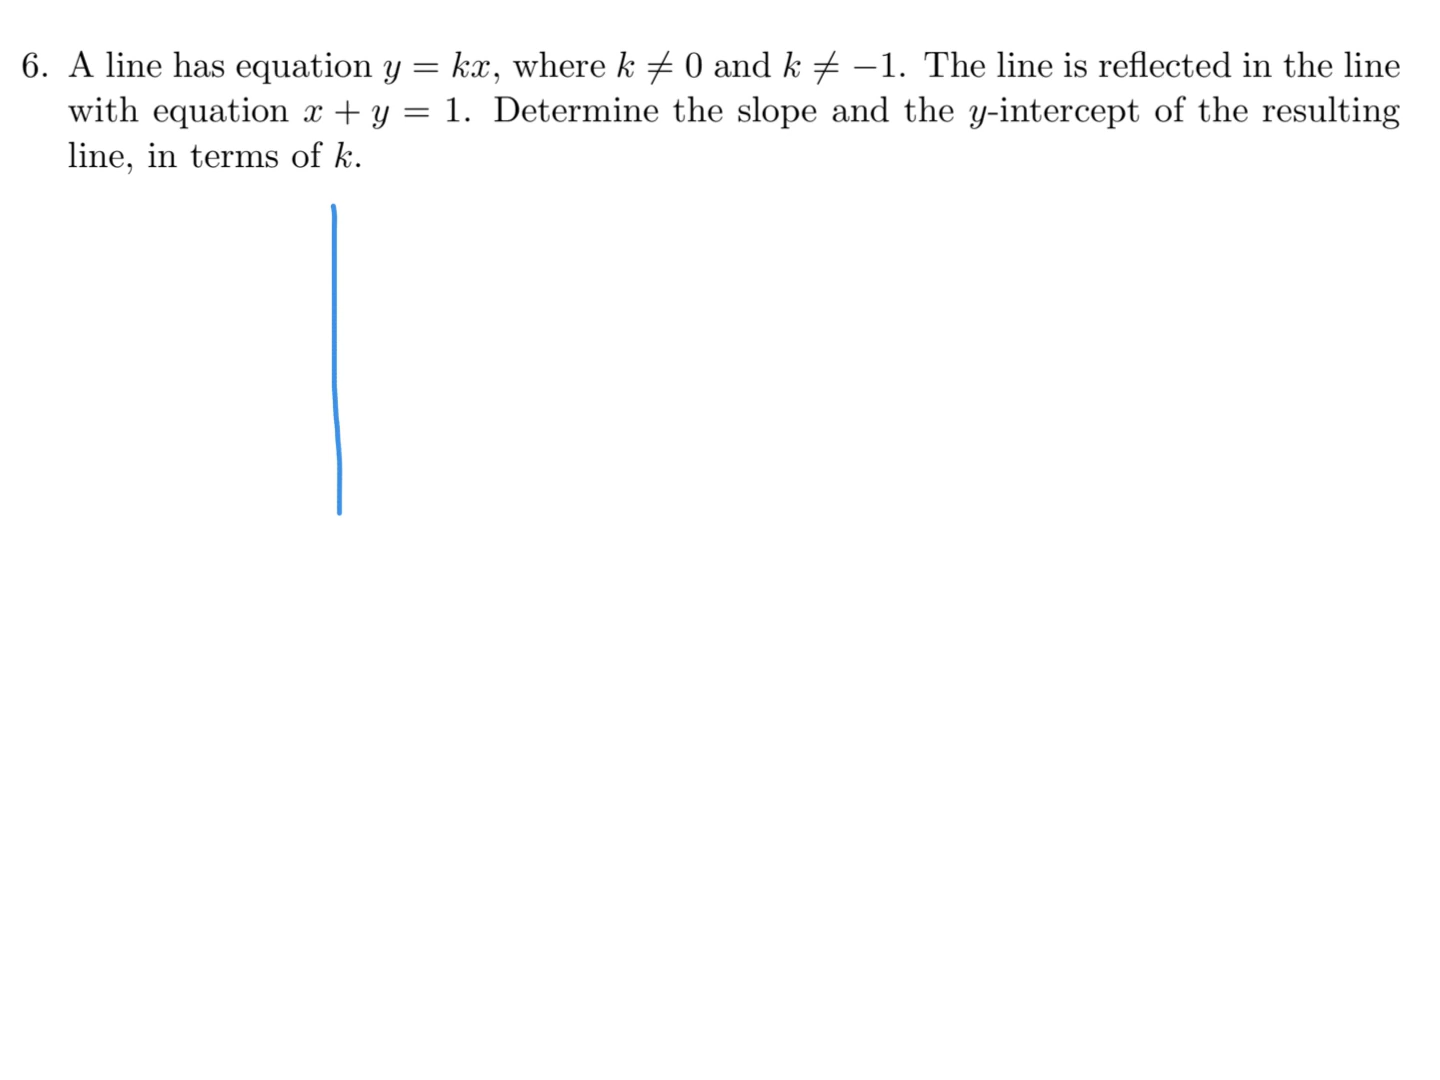 6. A line has equation y = kx, where k ≠ 0 and k ≠ −1. The line is reflected in the line
with equation x + y = 1. Determine the slope and the y-intercept of the resulting
line, in terms of k.